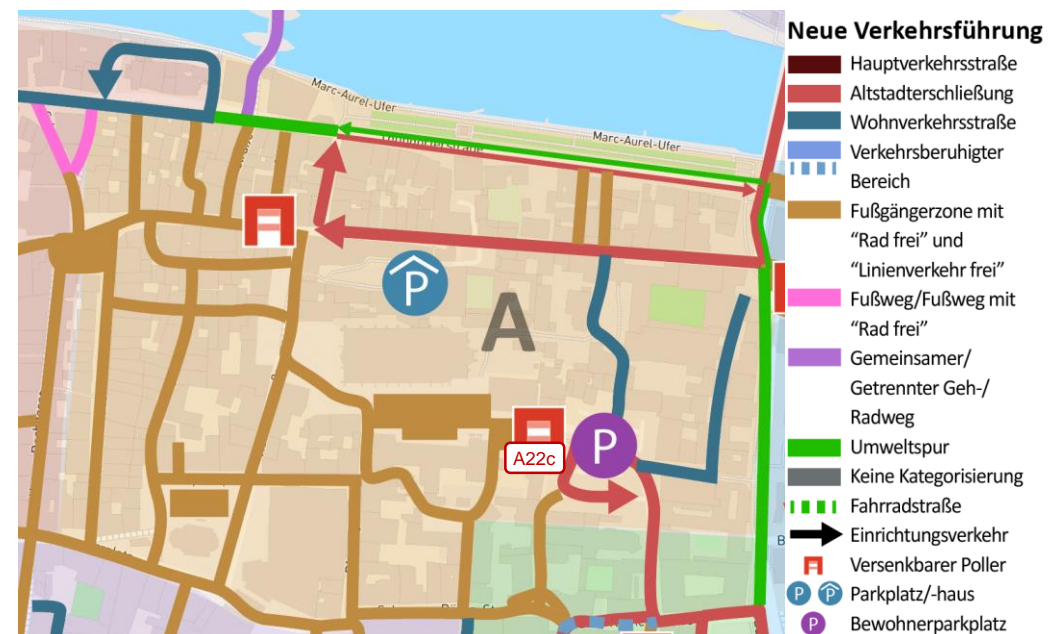 Neue Verkehrsführung
Hauptverkehrsstraße
Altstadterschließung
Wohnverkehrsstraße
Verkehrsberuhigter
Bereich
Fußgängerzone mit
“Rad frei” und
“Linienverkehr frei”
Fußweg/Fußweg mit
“Rad frei”
Gemeinsamer/
Getrennter Geh-/
Radweg
Umweltspur
Keine Kategorisierung
Fahrradstraße
Einrichtungsverkehr
Versenkbarer Poller
P P Parkplatz/-haus
P Bewohnerparkplatz
Marc-Aurel-Ufer
Marc-Aurel-Ufer
P
A
A22c
P